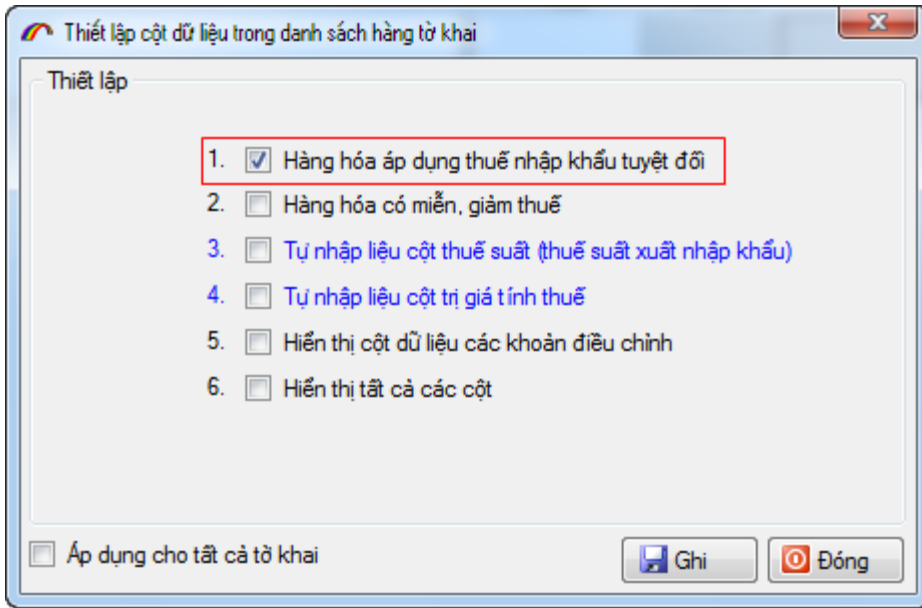 Thiết lập cột dữ liệu trong danh sách hàng tờ khai
Thiết lập
1. Hàng hóa áp dụng thuế nhập khẩu tuyệt đối
2. Hàng hóa có miễn, giảm thuế
3. Tự nhập liệu cột thuế suất (thuế suất xuất nhập khẩu)
4. Tự nhập liệu cột trị giá tính thuế
5. Hiển thị cột dữ liệu các khoản điều chỉnh
6. Hiển thị tất cả các cột
Áp dụng cho tất cả tờ khai
Ghi
Đóng